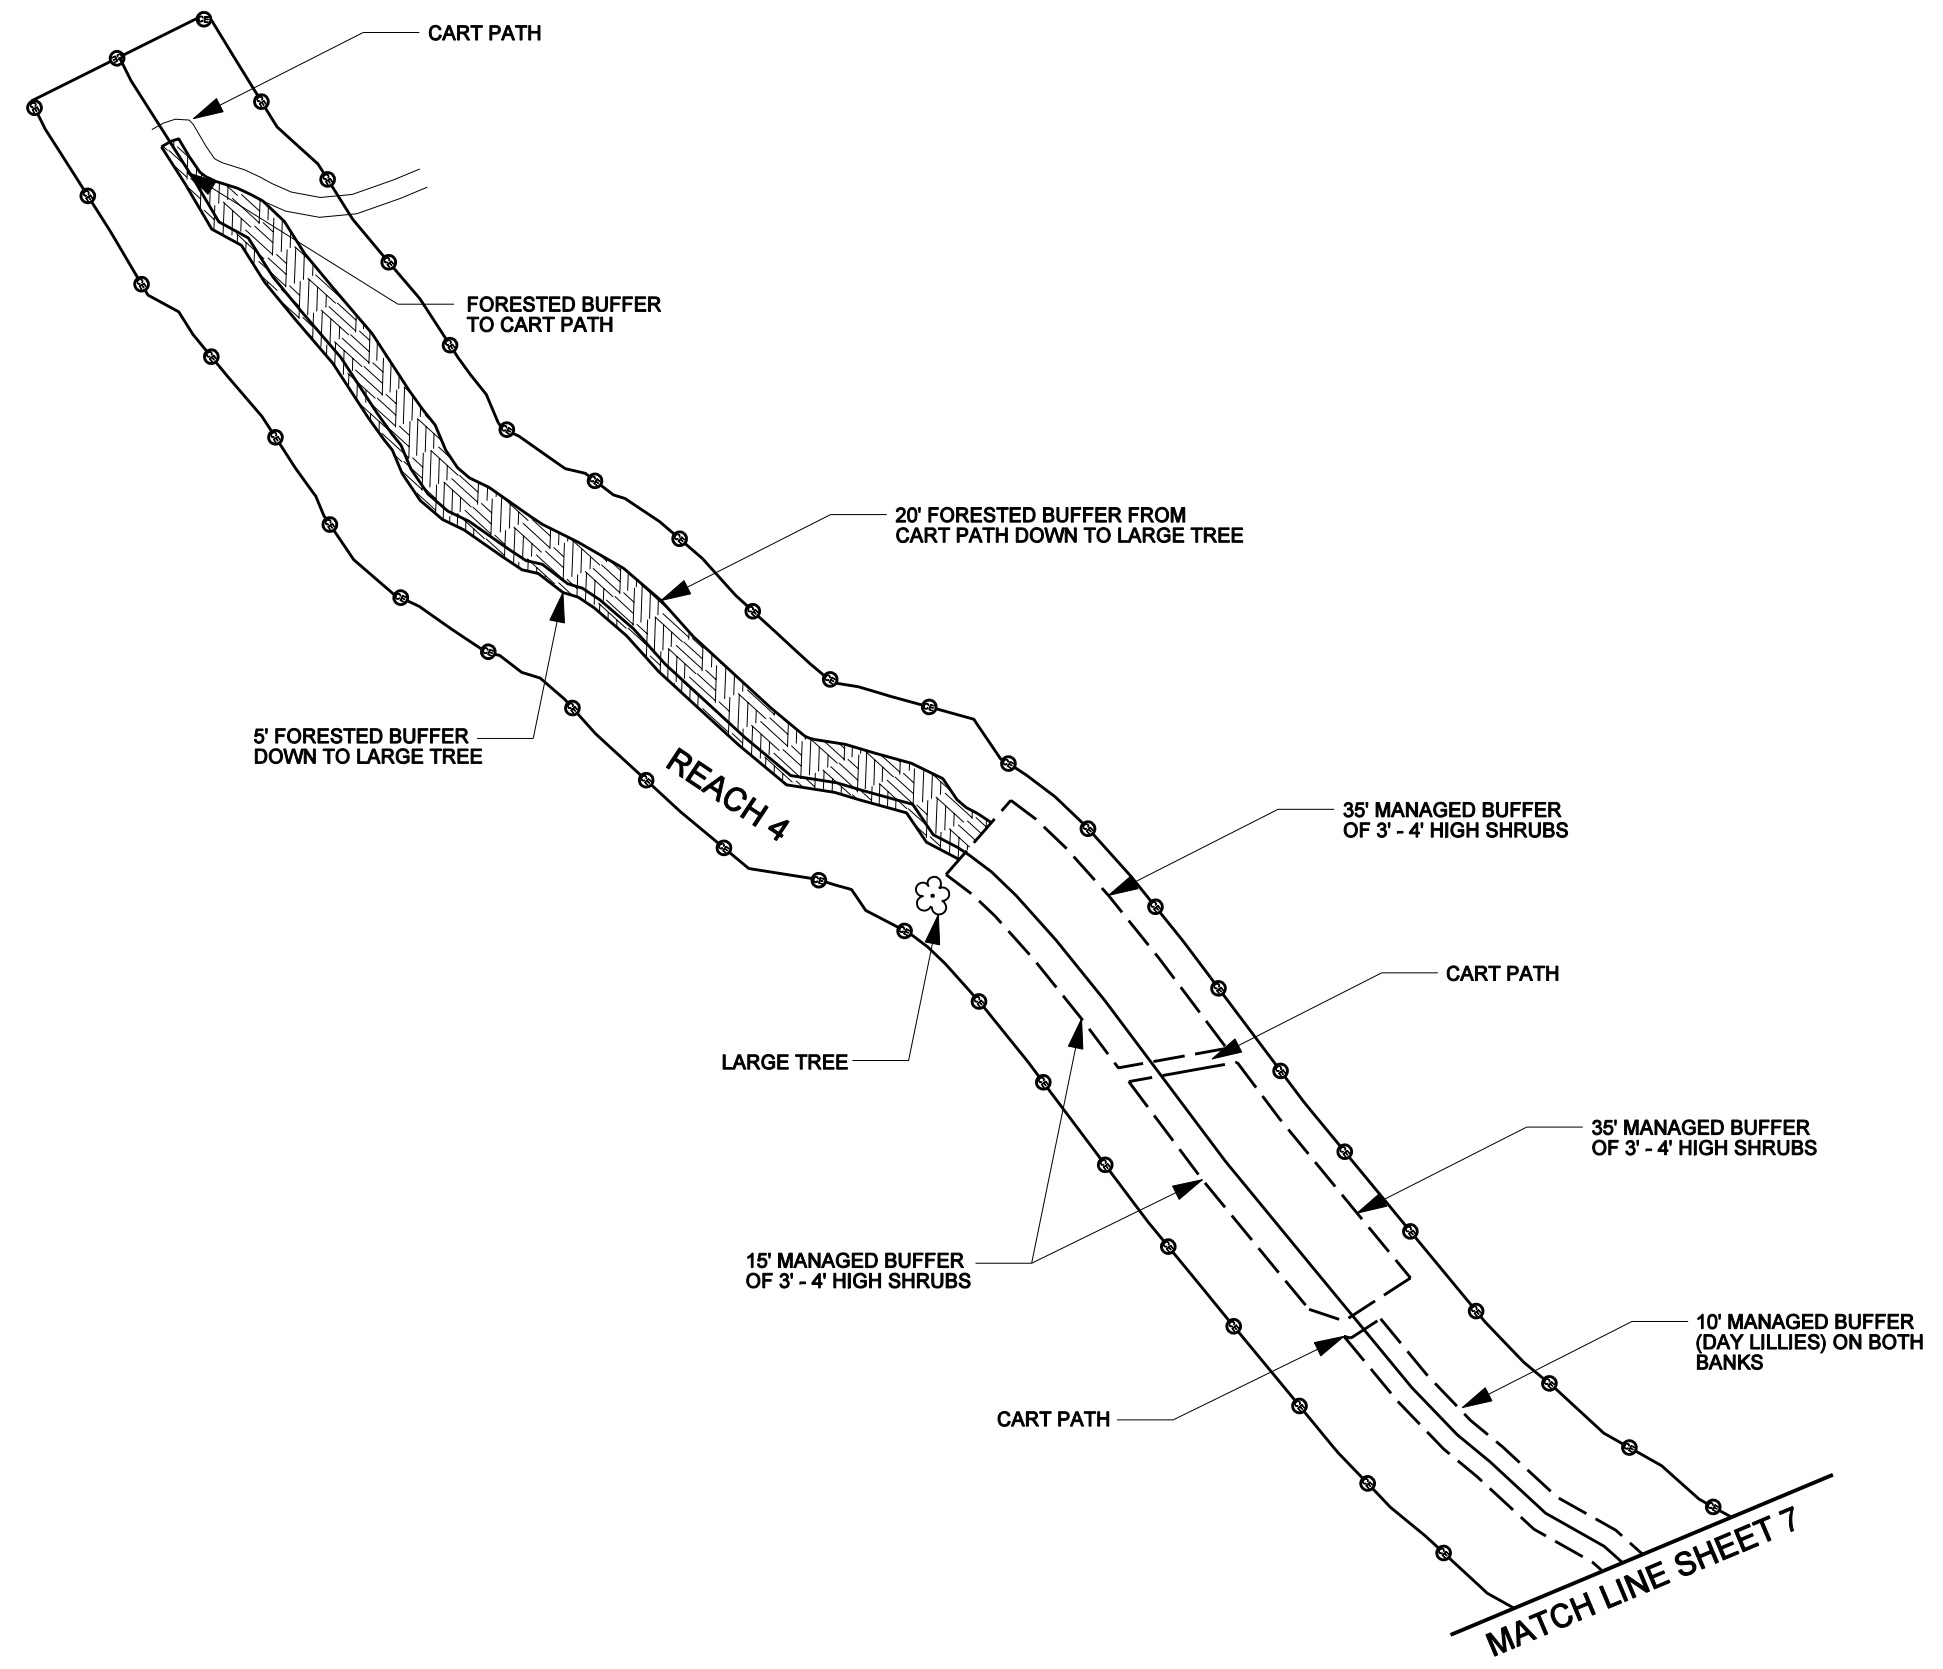 CART PATH
FORESTED BUFFER
TO CART PATH
20' FORESTED BUFFER FROM
CART PATH DOWN TO LARGE TREE
5' FORESTED BUFFER
DOWN TO LARGE TREE
REACH 4
35' MANAGED BUFFER
OF 3' - 4' HIGH SHRUBS
CART PATH
LARGE TREE
35' MANAGED BUFFER
OF 3' - 4' HIGH SHRUBS
15' MANAGED BUFFER
OF 3' - 4' HIGH SHRUBS
10' MANAGED BUFFER
(DAY LILLIES) ON BOTH
BANKS
CART PATH
MATCH LINE SHEET 7